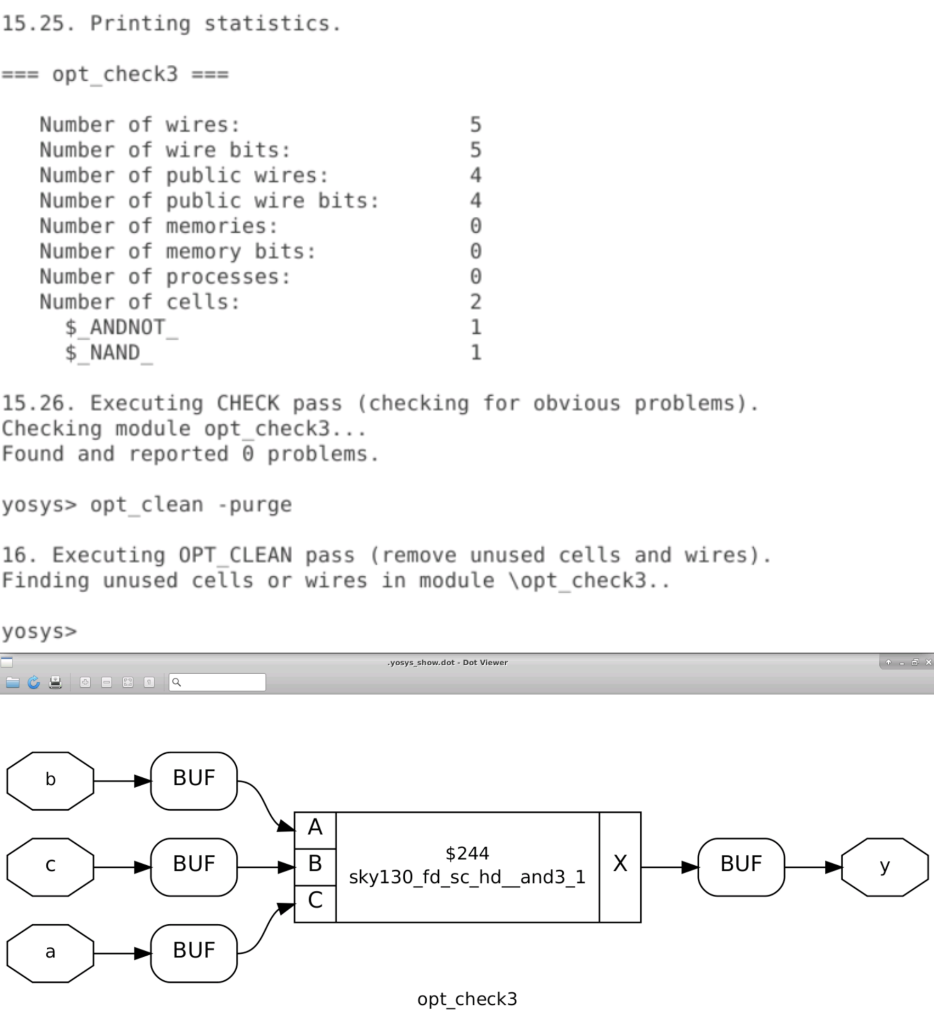 15.25. Printing statistics.
=== opt_check3 ===
Number of wires: 5
Number of wire bits: 5
Number of public wires: 4
Number of public wire bits: 4
Number of memories: 0
Number of memory bits: 0
Number of processes: 0
Number of cells: 2
$_ANDNOT_ 1
$_NAND_ 1
15.26. Executing CHECK pass (checking for obvious problems).
Checking module opt_check3...
Found and reported 0 problems.
yosys> opt_clean -purge
16. Executing OPT_CLEAN pass (remove unused cells and wires).
Finding unused cells or wires in module \opt_check3..
yosys>
.yosys_show.dot - Dot Viewer
b
BUF
c
BUF
a
BUF
A
B
C
$244
sky130_fd_sc_hd__and3_1
X
BUF
y
opt_check3